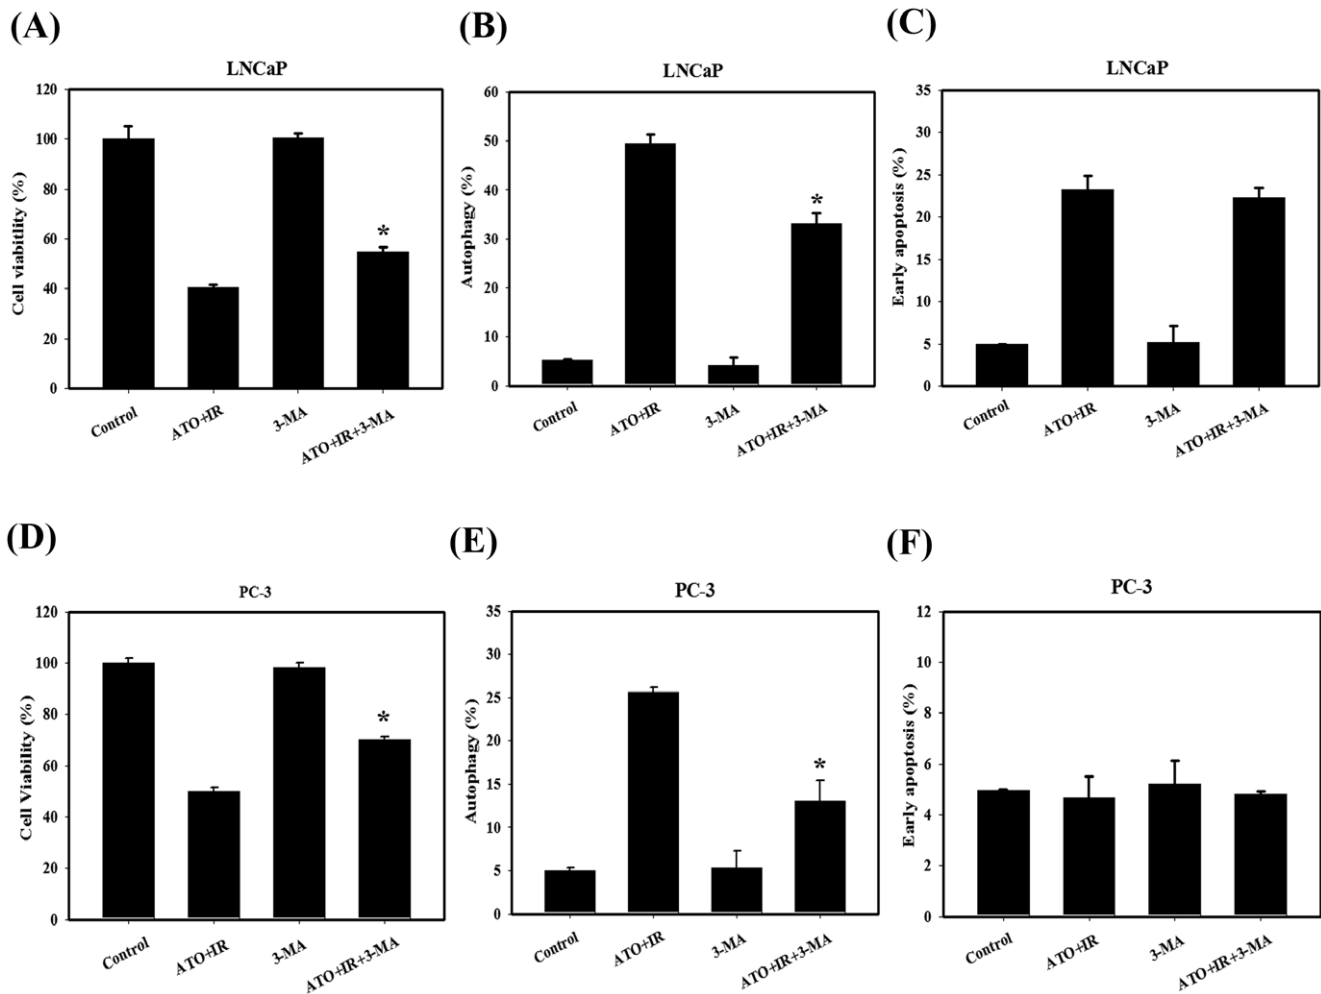 (A)
LNCaP
Cell viabitlity (%)
120
100
80
60
40
20
0
*
Control
ATO+IR
3-MA
ATO+IR+3-MA
(B)
LNCaP
Autophagy (%)
60
50
40
30
20
10
0
*
Control
ATO+IR
3-MA
ATO+IR+3-MA
(C)
LNCaP
Early apoptosis (%)
35
30
25
20
15
10
5
0
Control
ATO+IR
3-MA
ATO+IR+3-MA
(D)
PC-3
Cell Viability (%)
120
100
80
60
40
20
0
*
Control
ATO+IR
3-MA
ATO+IR+3-MA
(E)
PC-3
Autophagy (%)
35
30
25
20
15
10
5
0
*
Control
ATO+IR
3-MA
ATO+IR+3-MA
(F)
PC-3
Early apoptosis (%)
12
10
8
6
4
2
0
Control
ATO+IR
3-MA
ATO+IR+3-MA